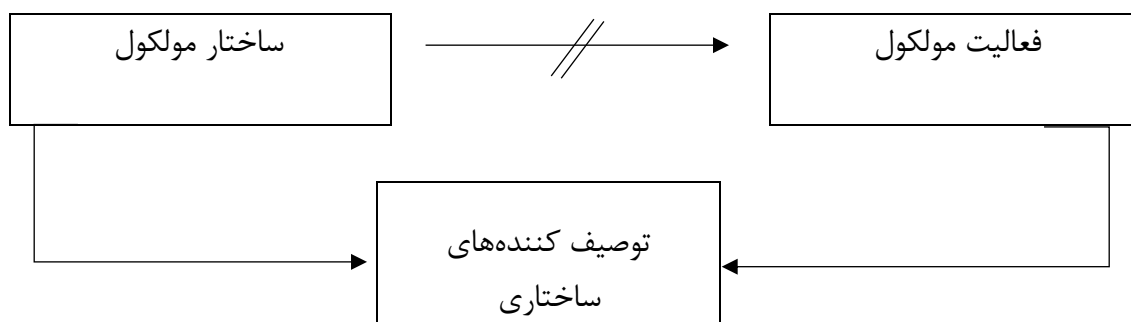 فعالیت مولکول
ساختار مولکول
توصیف کننده‌های
ساختاری